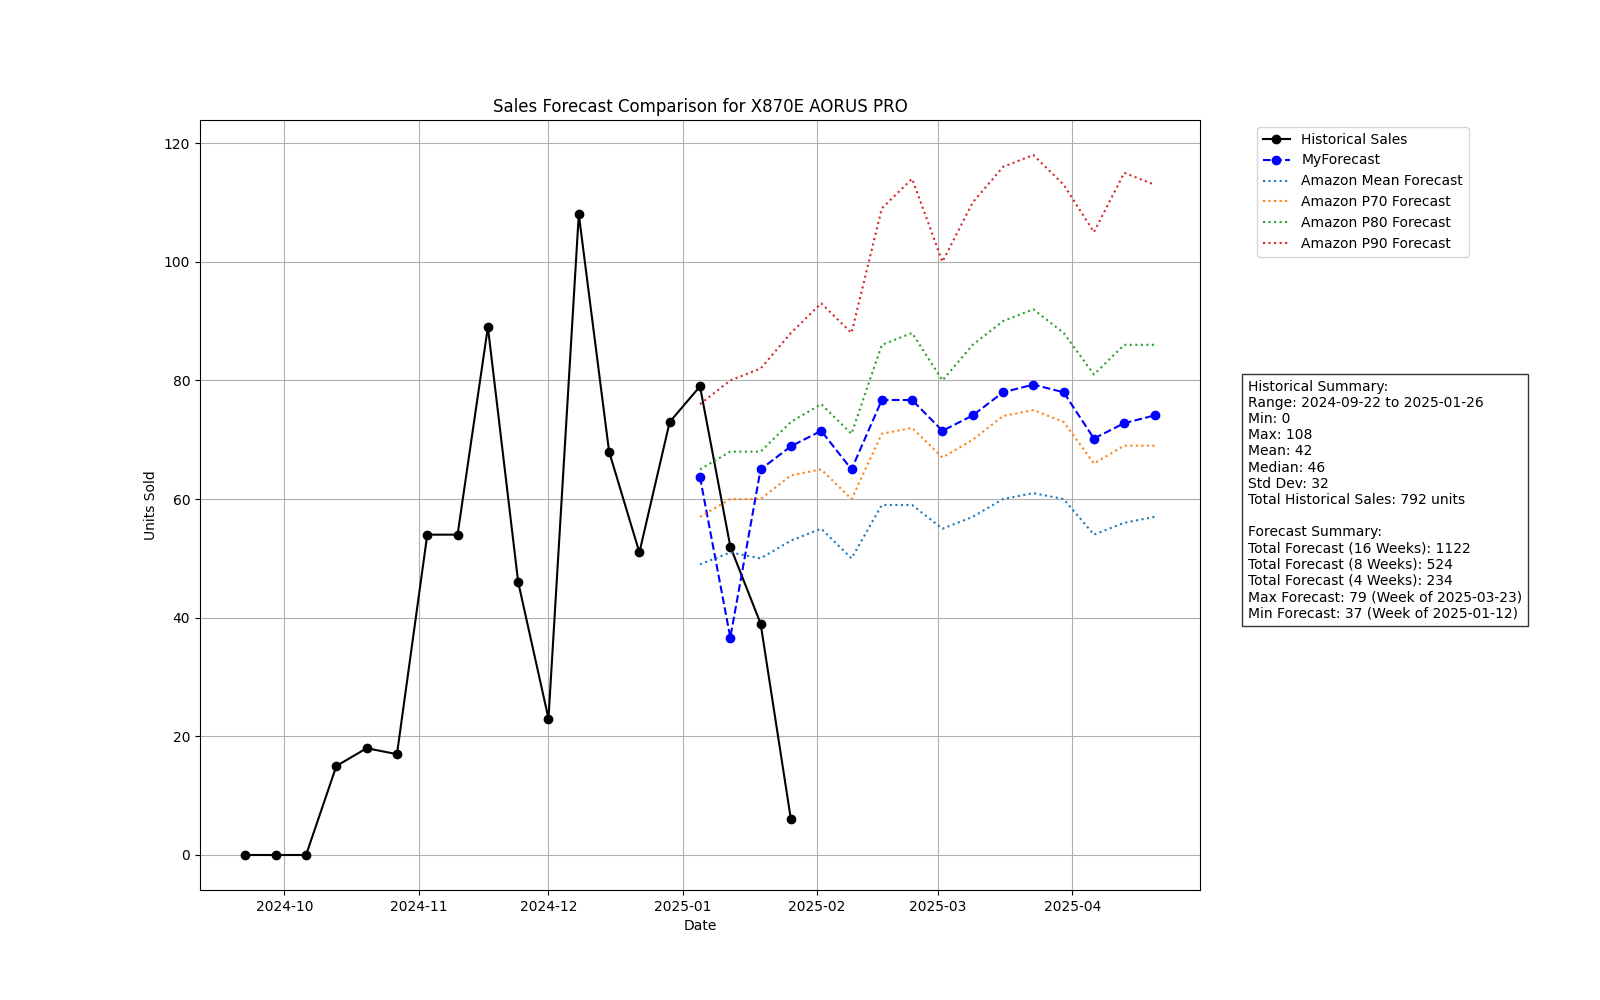 Sales Forecast Comparison for X870E AORUS PRO
Historical Sales
MyForecast
Amazon Mean Forecast
Amazon P70 Forecast
Amazon P80 Forecast
Amazon P90 Forecast
Units Sold
120
100
80
60
40
20
0
2024-10
2024-11
2024-12
2025-01
2025-02
2025-03
2025-04
Date
Historical Summary:
Range: 2024-09-22 to 2025-01-26
Min: 0
Max: 108
Mean: 42
Median: 46
Std Dev: 32
Total Historical Sales: 792 units
Forecast Summary:
Total Forecast (16 Weeks): 1122
Total Forecast (8 Weeks): 524
Total Forecast (4 Weeks): 234
Max Forecast: 79 (Week of 2025-03-23)
Min Forecast: 37 (Week of 2025-01-12)